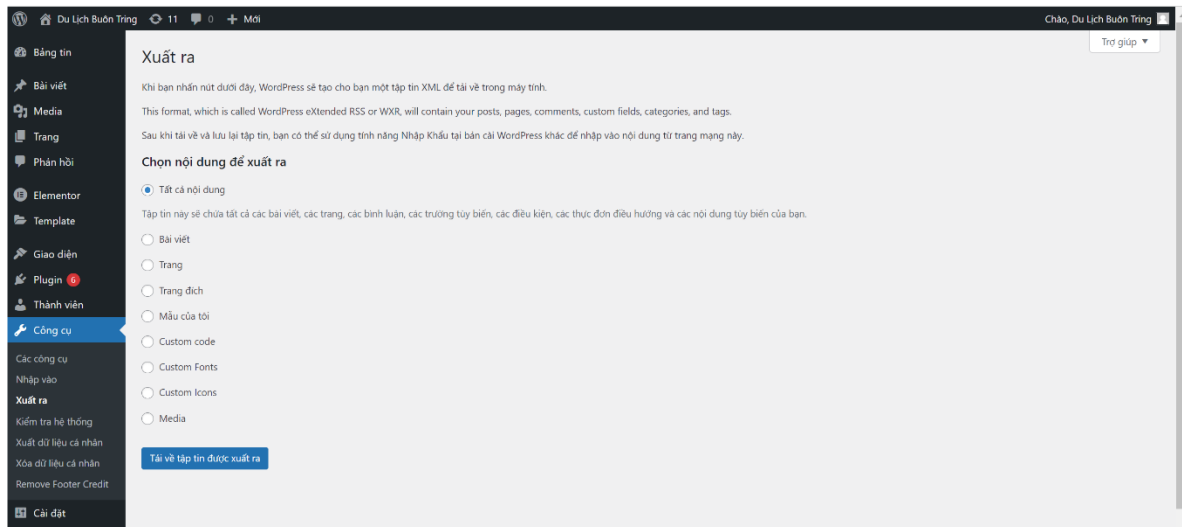 Du Lịch Buôn Tring 11 0 + Mới Chào, Du Lịch Buôn Tring
Trợ giúp ▼
Bảng tin
Bài viết
Media
Trang
Phản hồi
Elementor
Template
Giao diện
Plugin 6
Thành viên
Công cụ
Các công cụ
Nhập vào
Xuất ra
Kiểm tra hệ thống
Xuất dữ liệu cá nhân
Xóa dữ liệu cá nhân
Remove Footer Credit
Cài đặt
Xuất ra
Khi bạn nhấn nút dưới đây, WordPress sẽ tạo cho bạn một tập tin XML để tải về trong máy tính.
This format, which is called WordPress eXtended RSS or WXR, will contain your posts, pages, comments, custom fields, categories, and tags.
Sau khi tải về và lưu lại tập tin, bạn có thể sử dụng tính năng Nhập Khẩu tại bản cài WordPress khác để nhập vào nội dung từ trang mạng này.
Chọn nội dung để xuất ra
Tất cả nội dung
Tập tin này sẽ chứa tất cả các bài viết, các trang, các bình luận, các trường tùy biến, các điều kiện, các thực đơn điều hướng và các nội dung tùy biến của bạn.
Bài viết
Trang
Trang đích
Mẫu của tôi
Custom code
Custom Fonts
Custom Icons
Media
Tải về tập tin được xuất ra